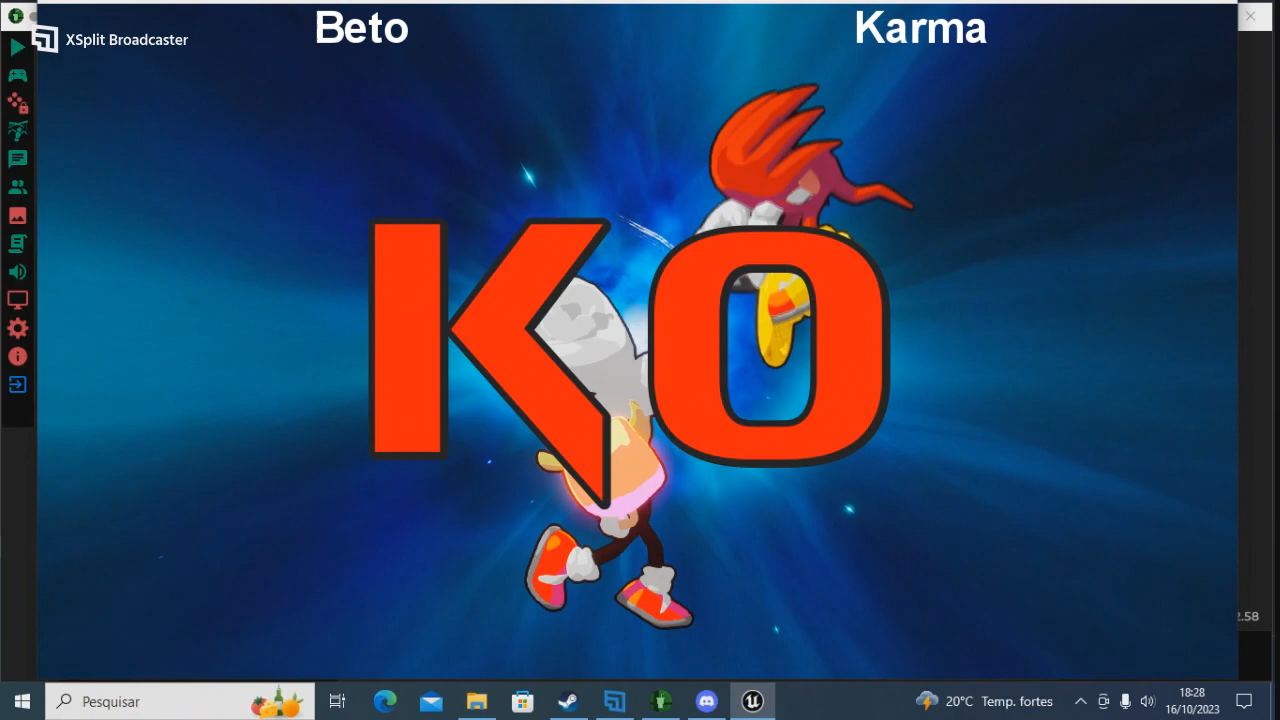 Beto
Karma
XSplit Broadcaster
KO
2.58
Pesquisar
20°C Temp. fortes
18:28
16/10/2023